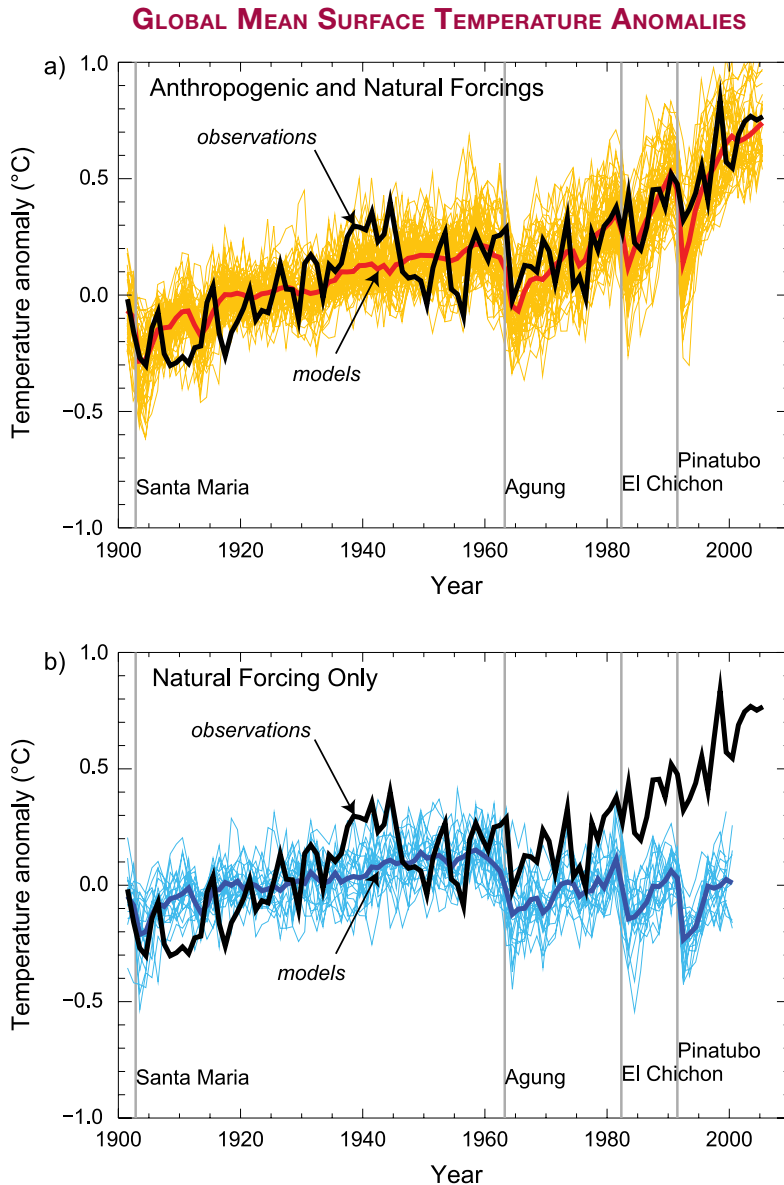 GLOBAL MEAN SURFACE TEMPERATURE ANOMALIES
a)
Anthropogenic and Natural Forcings
observations
models
Temperature anomaly (°C)
1.0
0.5
0.0
−0.5
−1.0
Santa Maria
Agung
El Chichon
Pinatubo
1900 1920 1940 1960 1980 2000
Year
b)
Natural Forcing Only
observations
models
Temperature anomaly (°C)
1.0
0.5
0.0
−0.5
−1.0
Santa Maria
Agung
El Chichon
Pinatubo
1900 1920 1940 1960 1980 2000
Year